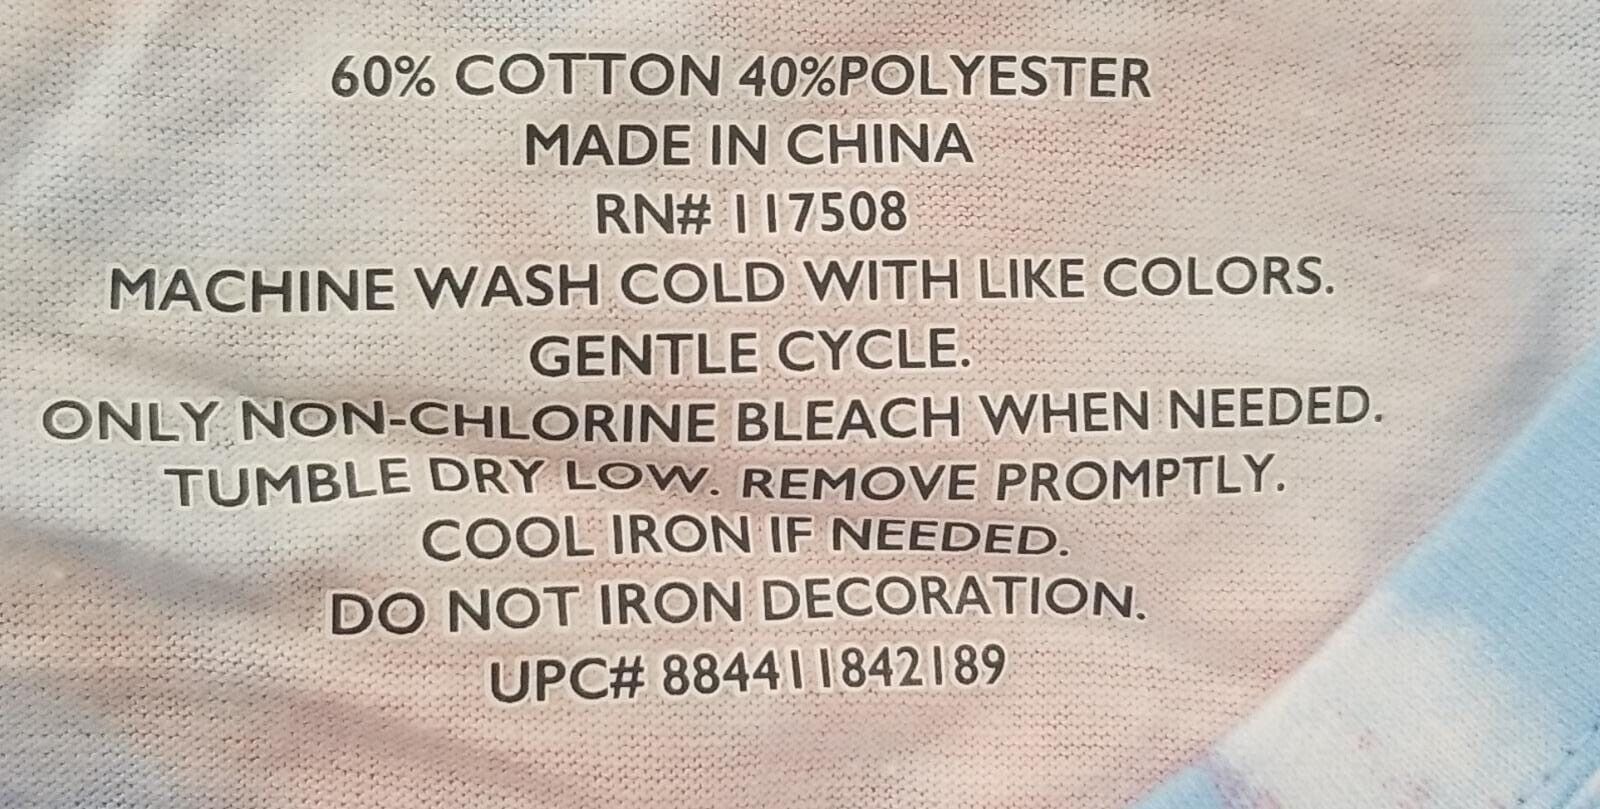 60% COTTON 40%POLYESTER
MADE IN CHINA
RN# 117508
MACHINE WASH COLD WITH LIKE COLORS.
GENTLE CYCLE.
ONLY NON-CHLORINE BLEACH WHEN NEEDED.
TUMBLE DRY LOW. REMOVE PROMPTLY.
COOL IRON IF NEEDED.
DO NOT IRON DECORATION.
UPC# 884411842189